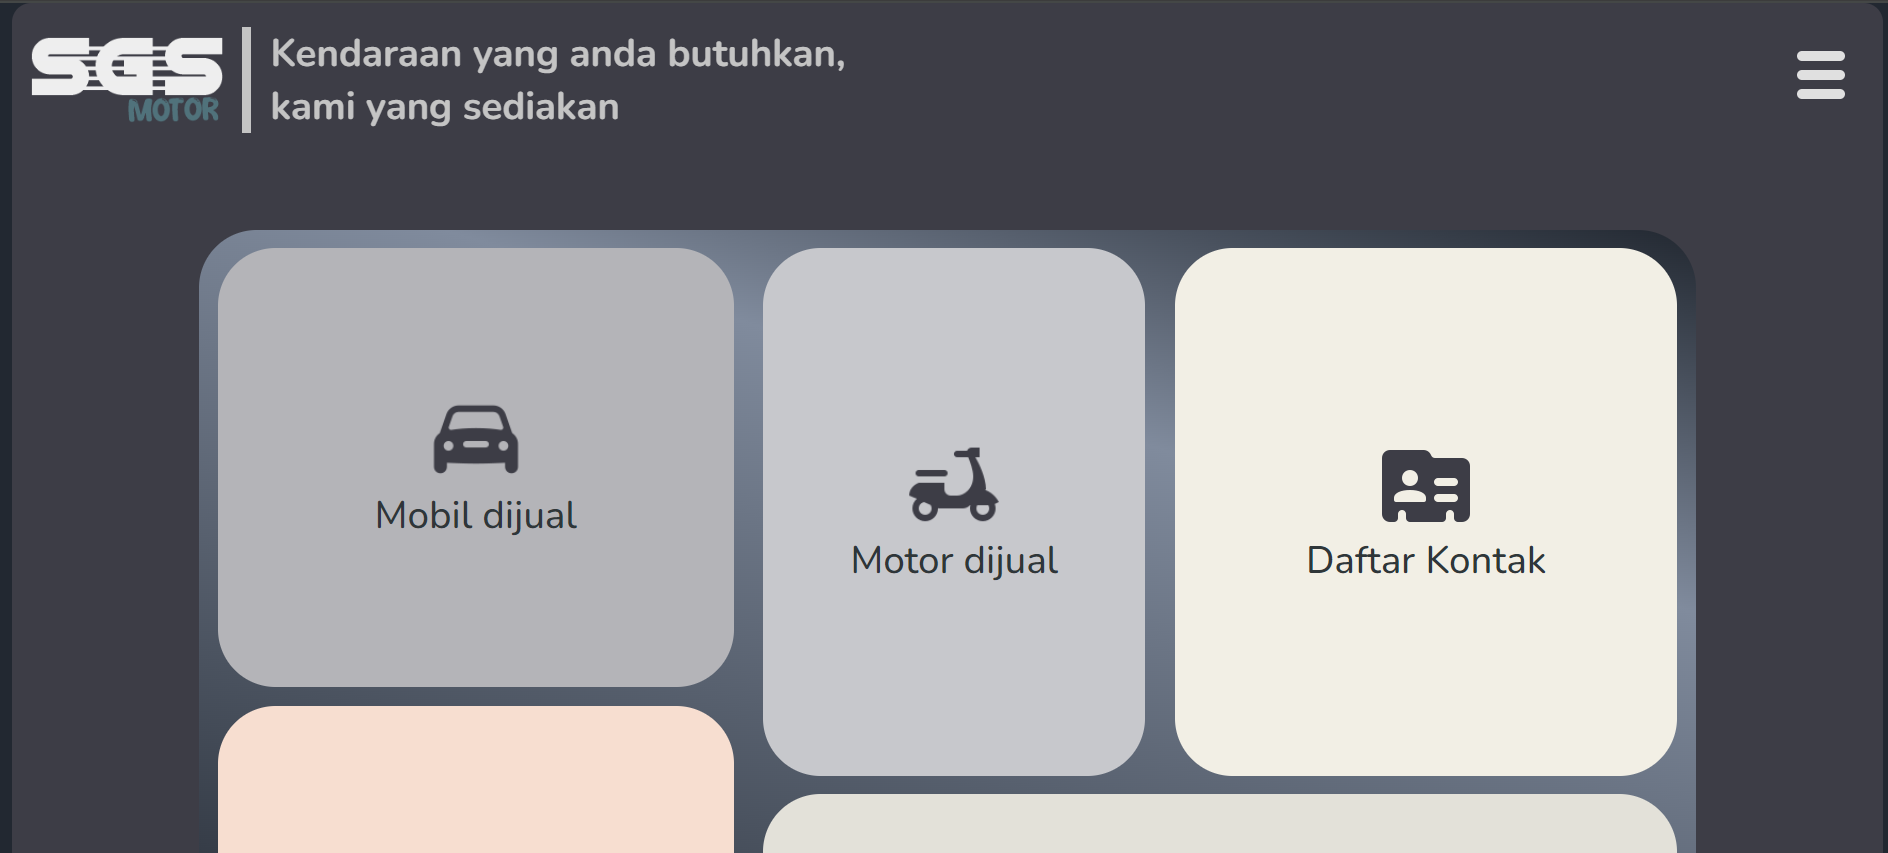 SGS
MOTOR
Kendaraan yang anda butuhkan,
kami yang sediakan
Mobil dijual
Motor dijual
Daftar Kontak